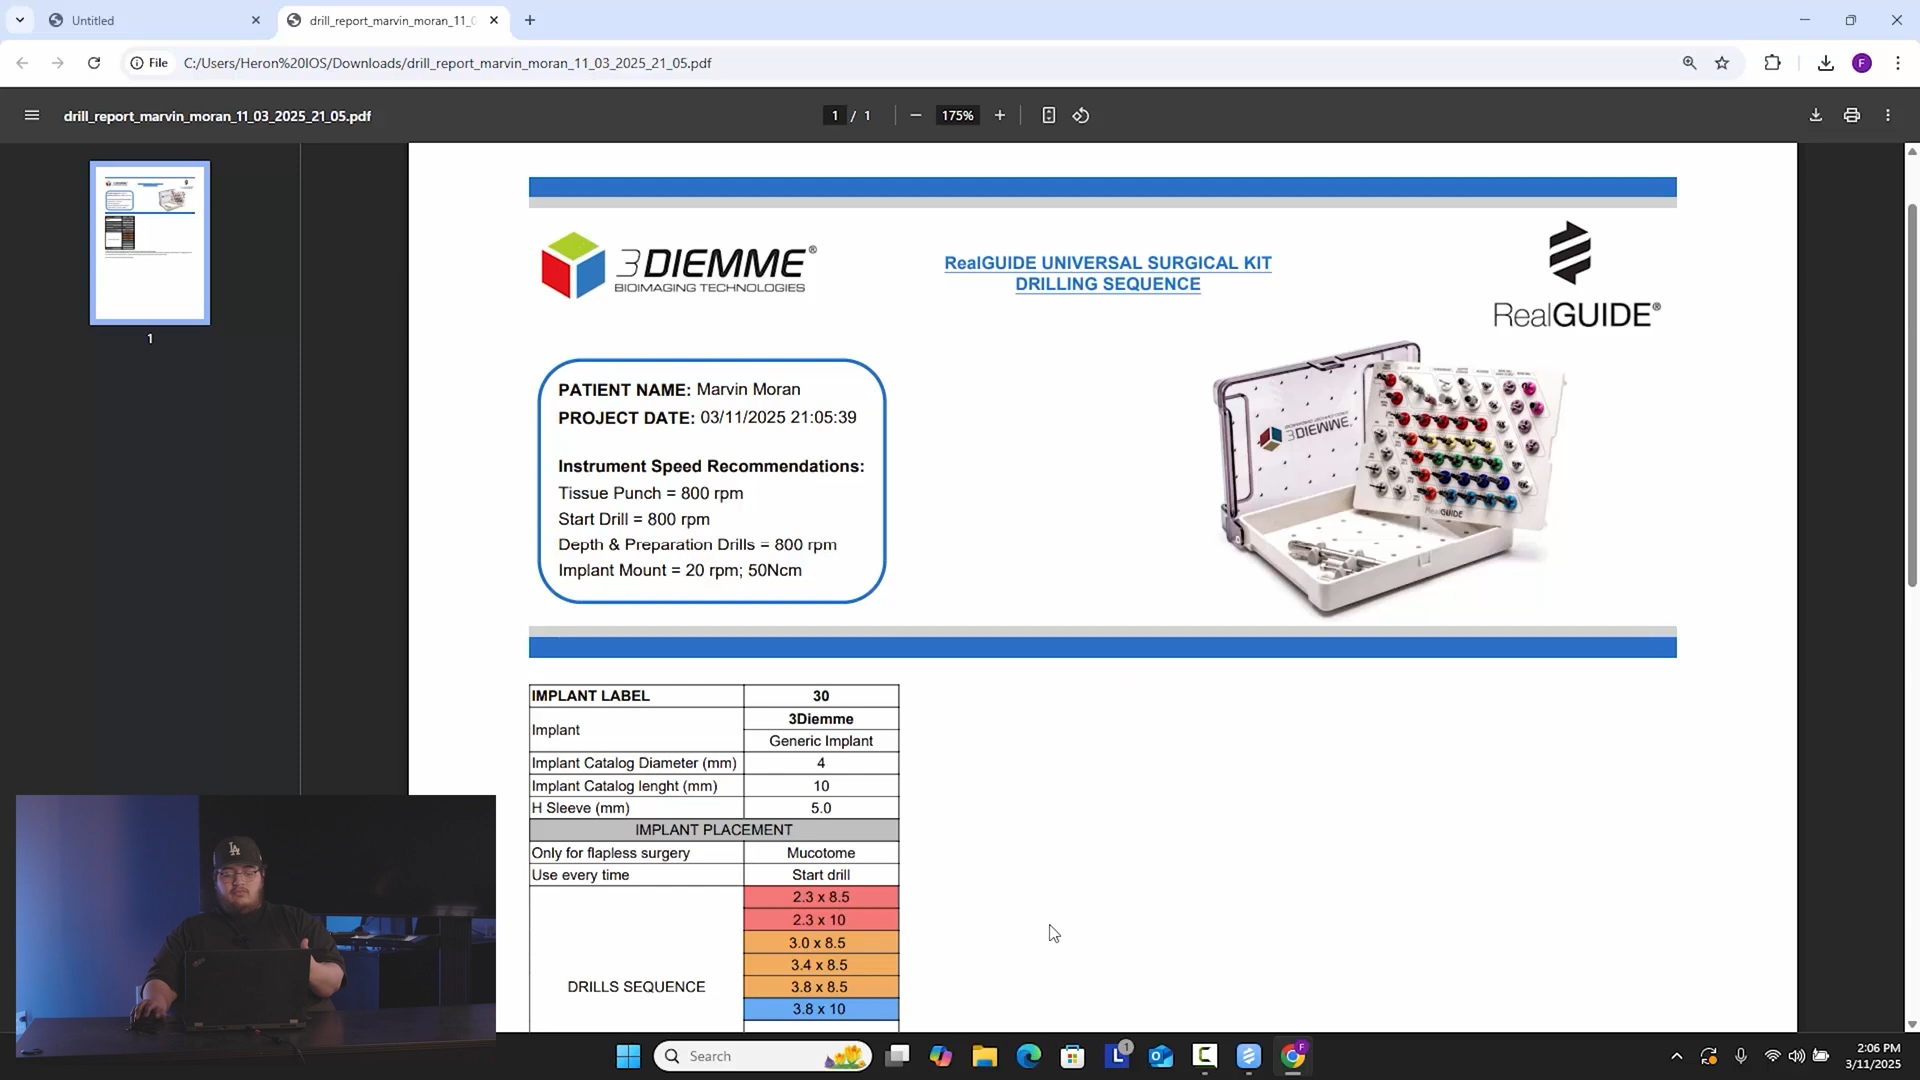 Untitled
drill_report_marvin_moran_11_0
File
C:/Users/Heron%20IOS/Downloads/drill_report_marvin_moran_11_03_2025_21_05.pdf
F
drill_report_marvin_moran_11_03_2025_21_05.pdf
1 / 1
175%
1
3DIEMME®
BIOIMAGING TECHNOLOGIES
RealGUIDE UNIVERSAL SURGICAL KIT
DRILLING SEQUENCE
RealGUIDE®
PATIENT NAME: Marvin Moran
PROJECT DATE: 03/11/2025 21:05:39
Instrument Speed Recommendations:
Tissue Punch = 800 rpm
Start Drill = 800 rpm
Depth & Preparation Drills = 800 rpm
Implant Mount = 20 rpm; 50Ncm
3DIEMME
RealGUIDE
IMPLANT LABEL 30
Implant 3Diemme
Generic Implant
Implant Catalog Diameter (mm) 4
Implant Catalog lenght (mm) 10
H Sleeve (mm) 5.0
IMPLANT PLACEMENT
Only for flapless surgery Mucotome
Use every time Start drill
DRILLS SEQUENCE
2.3 x 8.5
2.3 x 10
3.0 x 8.5
3.4 x 8.5
3.8 x 8.5
3.8 x 10
LA
Search
L
1
F
2:06 PM
3/11/2025